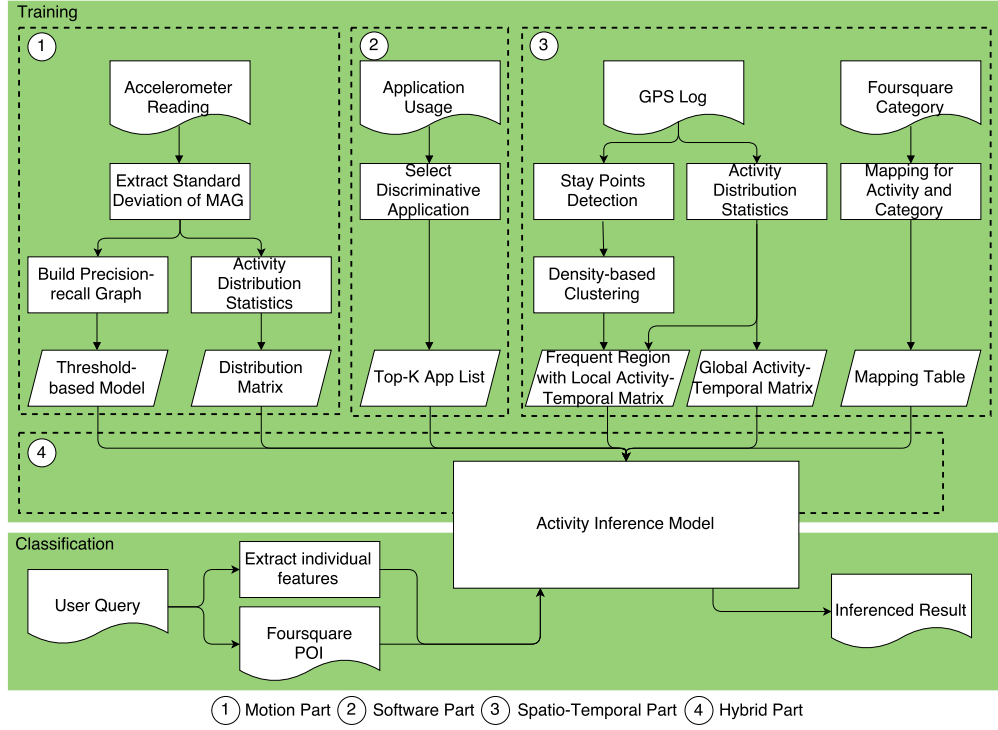 Training
1
2
3
Accelerometer
Reading
Application
Usage
GPS Log
Foursquare
Category
Extract Standard
Deviation of MAG
Select
Discriminative
Application
Stay Points
Detection
Activity
Distribution
Statistics
Mapping for
Activity and
Category
Build Precision-
recall Graph
Activity
Distribution
Statistics
Density-based
Clustering
Threshold-
based Model
Distribution
Matrix
Top-K App List
Frequent Region
with Local Activity-
Temporal Matrix
Global Activity-
Temporal Matrix
Mapping Table
4
Activity Inference Model
Classification
User Query
Extract individual
features
Foursquare
POI
Inferenced Result
1 Motion Part 2 Software Part 3 Spatio-Temporal Part 4 Hybrid Part